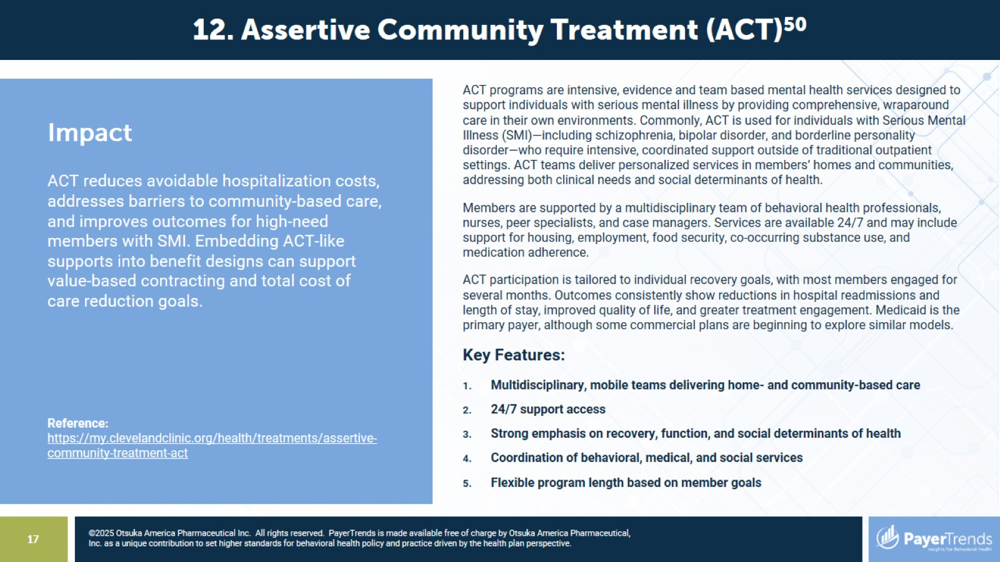 12. Assertive Community Treatment (ACT)50
Impact
ACT reduces avoidable hospitalization costs,
addresses barriers to community-based care,
and improves outcomes for high-need
members with SMI. Embedding ACT-like
supports into benefit designs can support
value-based contracting and total cost of
care reduction goals.
Reference:
https://my.clevelandclinic.org/health/treatments/assertive-
community-treatment-act
ACT programs are intensive, evidence and team based mental health services designed to
support individuals with serious mental illness by providing comprehensive, wraparound
care in their own environments. Commonly, ACT is used for individuals with Serious Mental
Illness (SMI)—including schizophrenia, bipolar disorder, and borderline personality
disorder—who require intensive, coordinated support outside of traditional outpatient
settings. ACT teams deliver personalized services in members’ homes and communities,
addressing both clinical needs and social determinants of health.
Members are supported by a multidisciplinary team of behavioral health professionals,
nurses, peer specialists, and case managers. Services are available 24/7 and may include
support for housing, employment, food security, co-occurring substance use, and
medication adherence.
ACT participation is tailored to individual recovery goals, with most members engaged for
several months. Outcomes consistently show reductions in hospital readmissions and
length of stay, improved quality of life, and greater treatment engagement. Medicaid is the
primary payer, although some commercial plans are beginning to explore similar models.
Key Features:
1. Multidisciplinary, mobile teams delivering home- and community-based care
2. 24/7 support access
3. Strong emphasis on recovery, function, and social determinants of health
4. Coordination of behavioral, medical, and social services
5. Flexible program length based on member goals
17
©2025 Otsuka America Pharmaceutical Inc. All rights reserved. PayerTrends is made available free of charge by Otsuka America Pharmaceutical,
Inc. as a unique contribution to set higher standards for behavioral health policy and practice driven by the health plan perspective.
PayerTrends
Insights For Behavioral Health